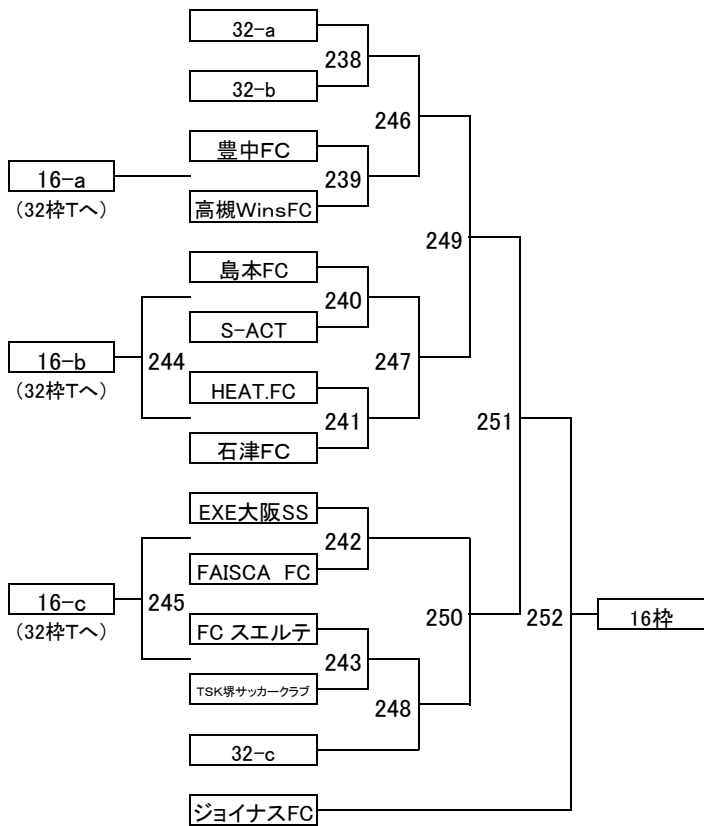 32-a
238
32-b
246
豊中FC
16-a
239
(32枠Tへ)
高槻WinsFC
249
島本FC
240
S-ACT
16-b
244
247
(32枠Tへ)
HEAT.FC
241
251
石津FC
EXE大阪SS
242
FAISCA FC
16-c
245
250
252
16枠
(32枠Tへ)
FC スエルテ
243
TSK堺サッカークラブ
248
32-c
ジョイナスFC